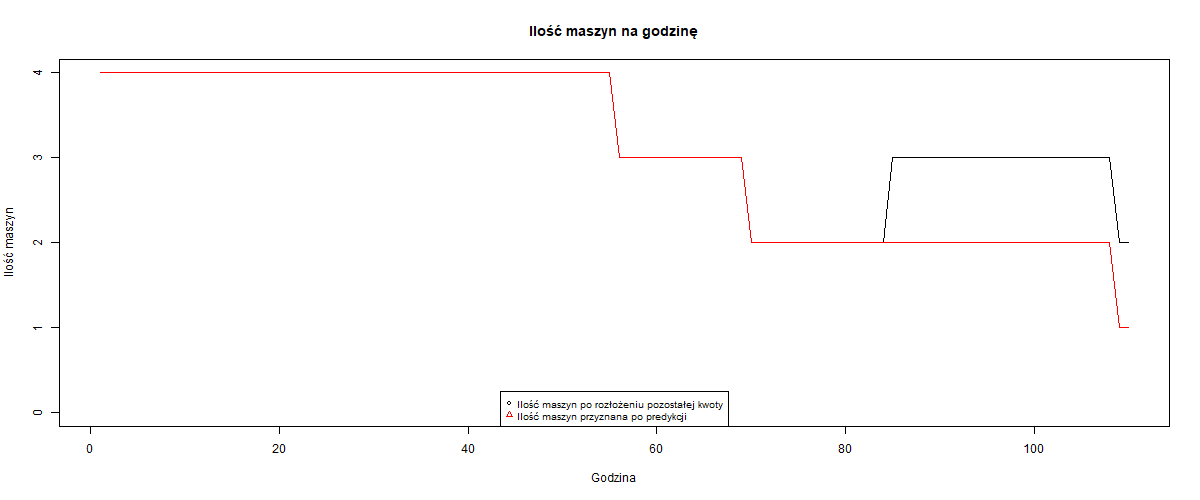 Ilość maszyn na godzinę
Ilość maszyn
4
3
2
1
0
Ilość maszyn po rozłożeniu pozostałej kwoty
Ilość maszyn przyznana po predykcji
0 20 40 60 80 100
Godzina